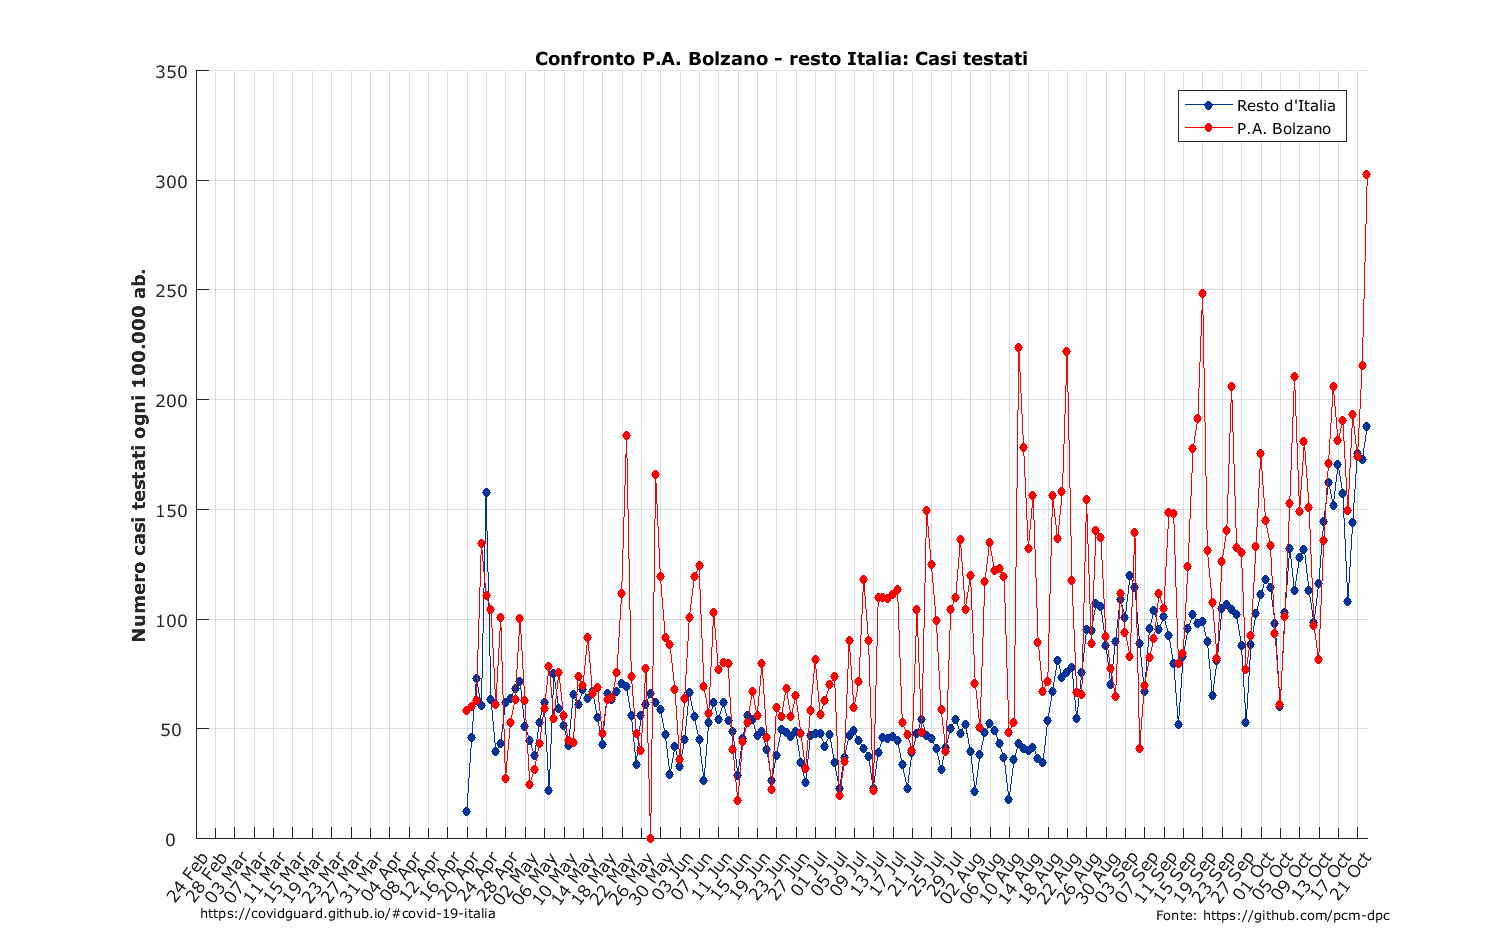 Confronto P.A. Bolzano - resto Italia: Casi testati
350
300
250
200
150
100
50
0
Numero casi testati ogni 100.000 ab.
Resto d'Italia
P.A. Bolzano
24 Feb
28 Feb
03 Mar
07 Mar
11 Mar
15 Mar
19 Mar
23 Mar
27 Mar
31 Mar
04 Apr
08 Apr
12 Apr
16 Apr
20 Apr
24 Apr
28 Apr
02 May
06 May
10 May
14 May
18 May
22 May
26 May
30 May
03 Jun
07 Jun
11 Jun
15 Jun
19 Jun
23 Jun
27 Jun
01 Jul
05 Jul
09 Jul
13 Jul
17 Jul
21 Jul
25 Jul
29 Jul
02 Aug
06 Aug
10 Aug
14 Aug
18 Aug
22 Aug
26 Aug
30 Aug
03 Sep
07 Sep
11 Sep
15 Sep
19 Sep
23 Sep
27 Sep
01 Oct
05 Oct
09 Oct
13 Oct
17 Oct
21 Oct
https://covidguard.github.io/#covid-19-italia
Fonte: https://github.com/pcm-dpc